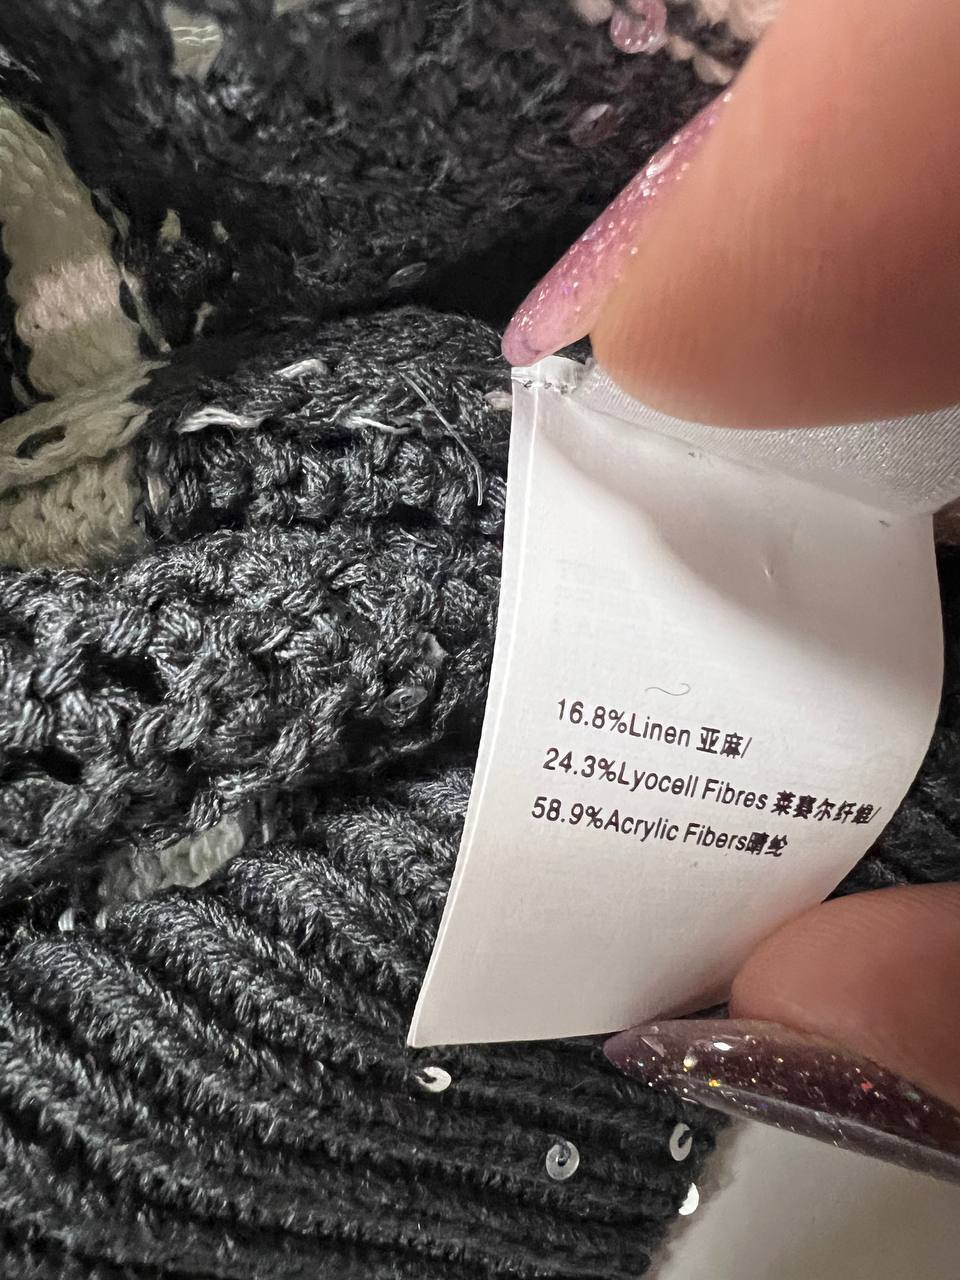 16.8%Linen 亚麻/
24.3%Lyocell Fibres 莱赛尔纤维/
58.9%Acrylic Fibers晴纶